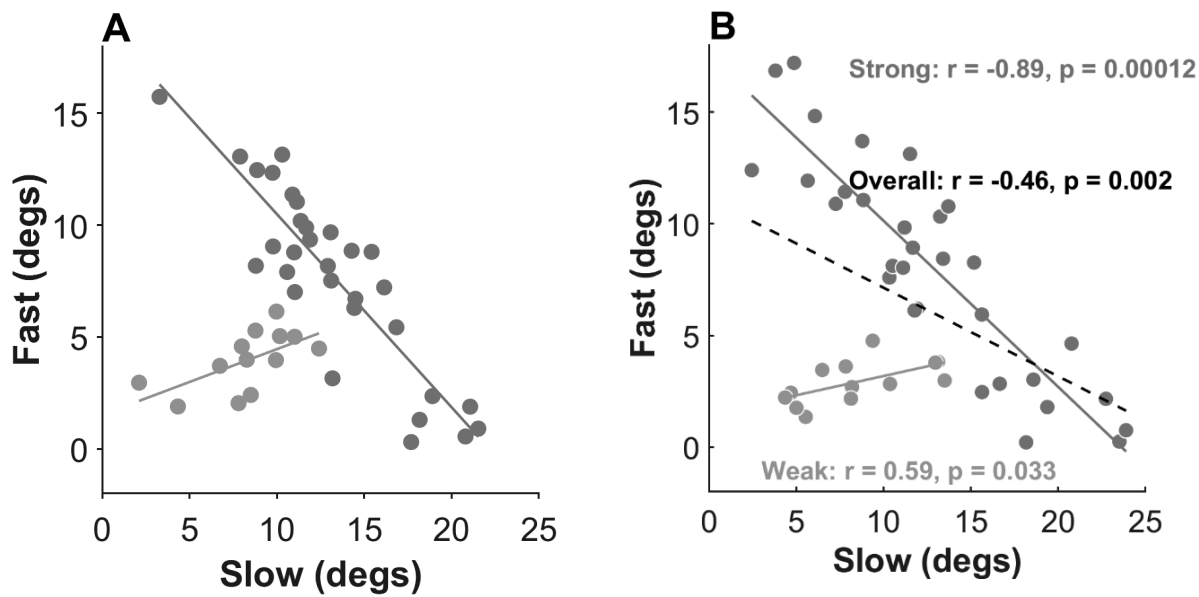 A
15
10
5
0
Fast (degs)
0 5 10 15 20 25
Slow (degs)
B
Strong: r = -0.89, p = 0.00012
Overall: r = -0.46, p = 0.002
Weak: r = 0.59, p = 0.033
15
10
5
0
Fast (degs)
0 5 10 15 20 25
Slow (degs)